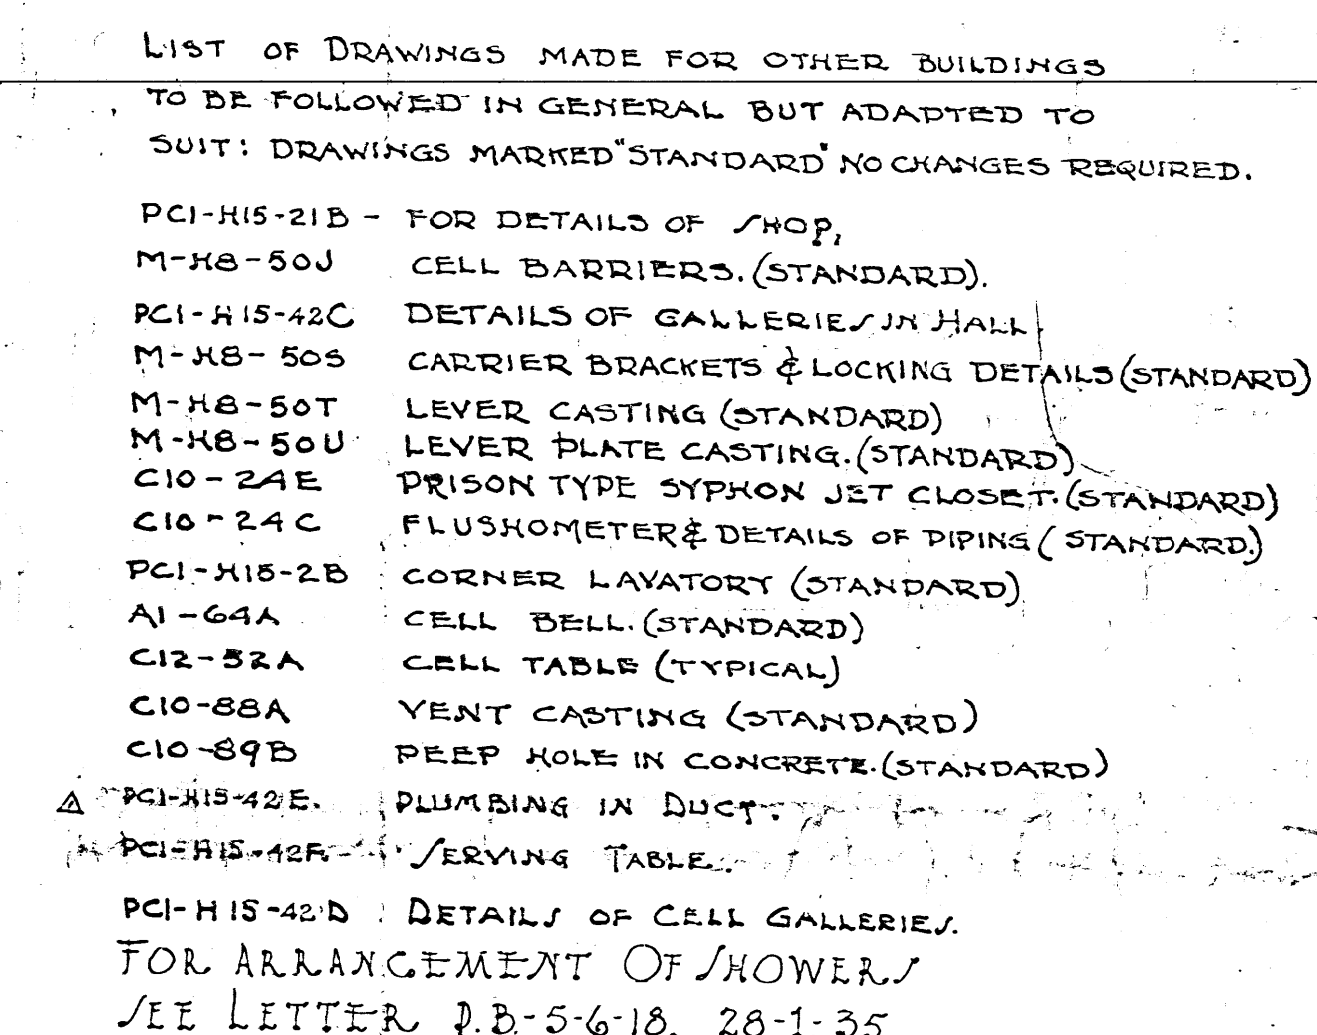 LIST OF DRAWINGS MADE FOR OTHER BUILDINGS
TO BE FOLLOWED IN GENERAL BUT ADAPTED TO
SUIT: DRAWINGS MARKED "STANDARD" NO CHANGES REQUIRED.
PC1-H15-21B - FOR DETAILS OF SHOP,
M-H8-50J CELL BARRIERS. (STANDARD).
PC1-H15-42C DETAILS OF GALLERIES IN HALL
M-H8-50S CARRIER BRACKETS & LOCKING DETAILS (STANDARD)
M-H8-50T LEVER CASTING (STANDARD)
M-H8-50U LEVER PLATE CASTING. (STANDARD)
C10-24E PRISON TYPE SYPHON JET CLOSET. (STANDARD)
C10-24C FLUSHOMETER & DETAILS OF PIPING (STANDARD.)
PC1-H15-2B CORNER LAVATORY (STANDARD)
A1-64A CELL BELL. (STANDARD)
C12-52A CELL TABLE (TYPICAL)
C10-88A VENT CASTING (STANDARD)
C10-89B PEEP HOLE IN CONCRETE. (STANDARD)
PC1-H15-42E. PLUMBING IN DUCT.
PC1-H15-42F SERVING TABLE.
PC1-H15-42D DETAILS OF CELL GALLERIES.
FOR ARRANGEMENT OF SHOWERS
SEE LETTER P.B.-5-6-18. 28-1-35